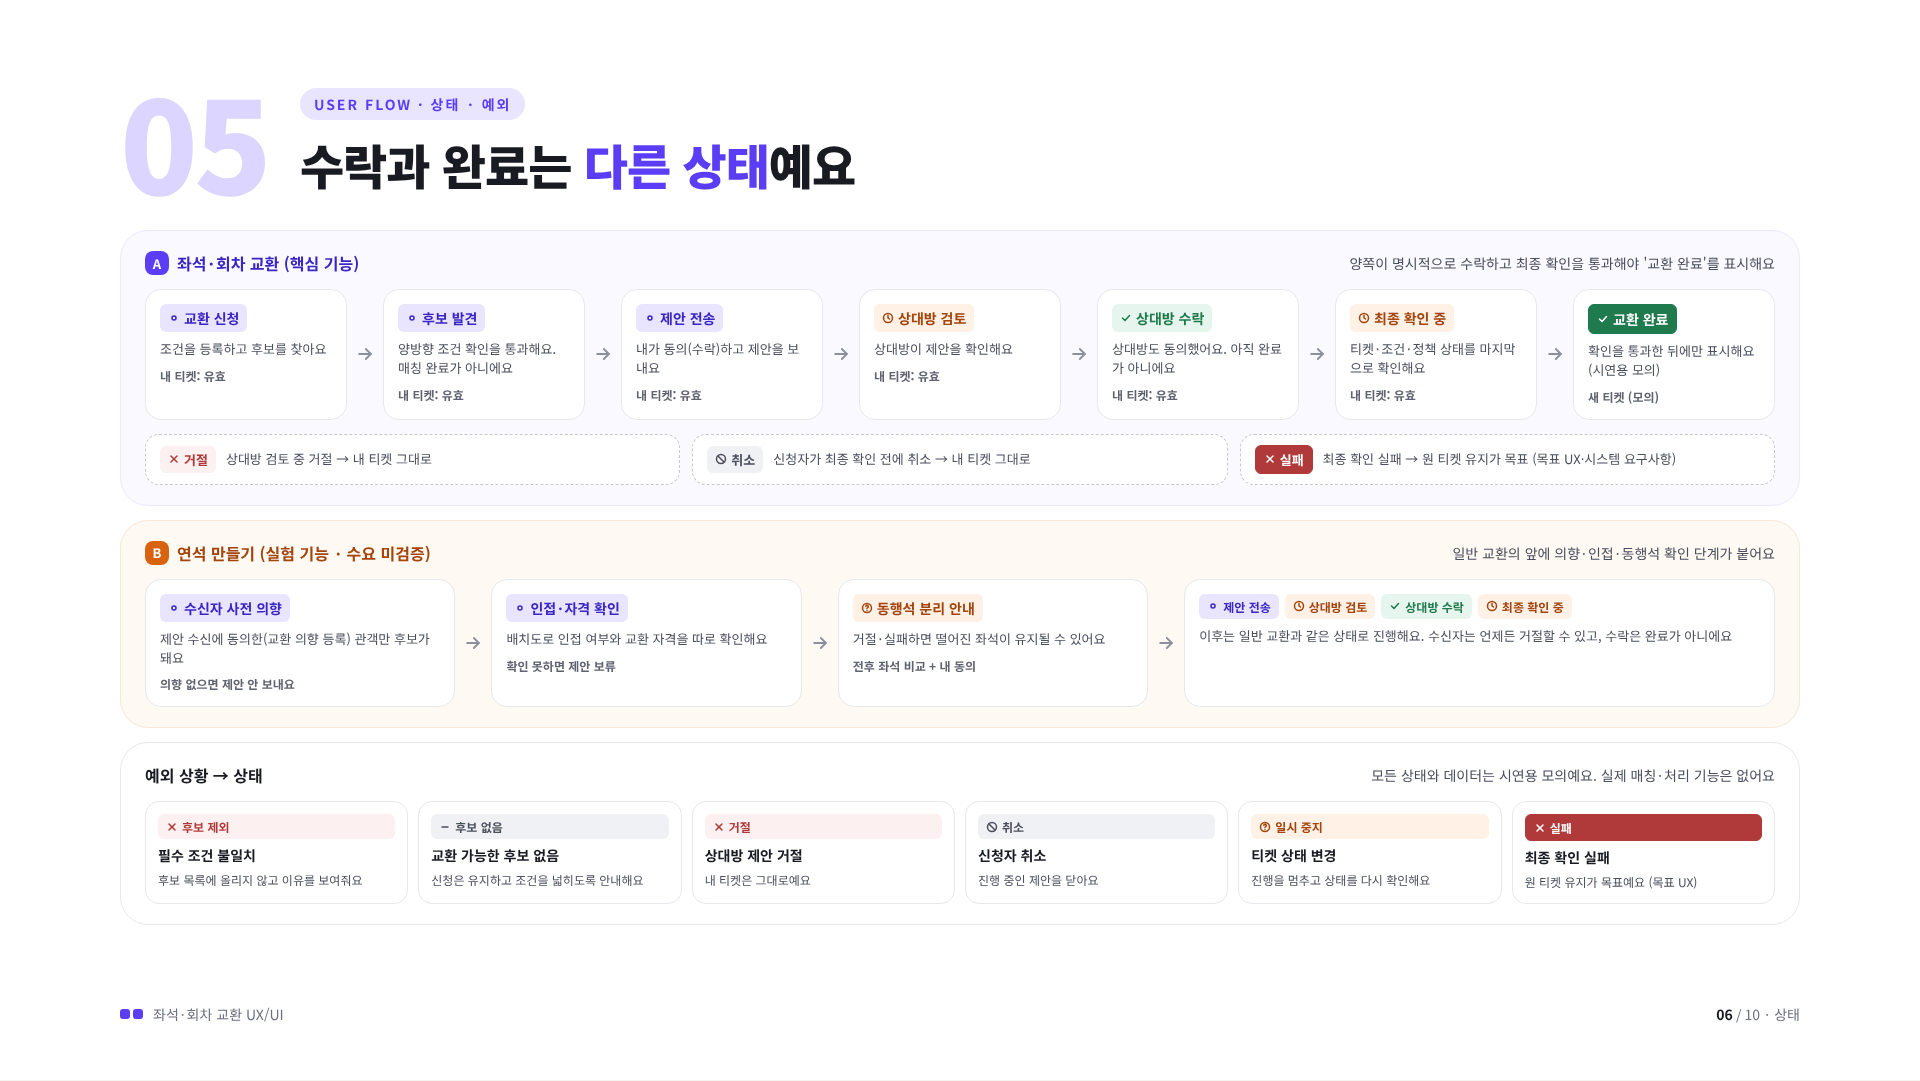 05
USER FLOW · 상태 · 예외
수락과 완료는 다른 상태예요
A 좌석·회차 교환 (핵심 기능)
양쪽이 명시적으로 수락하고 최종 확인을 통과해야 '교환 완료'를 표시해요
교환 신청
조건을 등록하고 후보를 찾아요
내 티켓: 유효
후보 발견
양방향 조건 확인을 통과해요.
매칭 완료가 아니에요
내 티켓: 유효
제안 전송
내가 동의(수락)하고 제안을 보
내요
내 티켓: 유효
상대방 검토
상대방이 제안을 확인해요
내 티켓: 유효
상대방 수락
상대방도 동의했어요. 아직 완료
가 아니에요
내 티켓: 유효
최종 확인 중
티켓·조건·정책 상태를 마지막
으로 확인해요
내 티켓: 유효
교환 완료
확인을 통과한 뒤에만 표시해요
(시연용 모의)
새 티켓 (모의)
거절 상대방 검토 중 거절 → 내 티켓 그대로
취소 신청자가 최종 확인 전에 취소 → 내 티켓 그대로
실패 최종 확인 실패 → 원 티켓 유지가 목표 (목표 UX·시스템 요구사항)
B 연석 만들기 (실험 기능 · 수요 미검증)
일반 교환의 앞에 의향·인접·동행석 확인 단계가 붙어요
수신자 사전 의향
제안 수신에 동의한(교환 의향 등록) 관객만 후보가
돼요
의향 없으면 제안 안 보내요
인접·자격 확인
배치도로 인접 여부와 교환 자격을 따로 확인해요
확인 못하면 제안 보류
동행석 분리 안내
거절·실패하면 떨어진 좌석이 유지될 수 있어요
전후 좌석 비교 + 내 동의
제안 전송 상대방 검토 상대방 수락 최종 확인 중
이후는 일반 교환과 같은 상태로 진행해요. 수신자는 언제든 거절할 수 있고, 수락은 완료가 아니에요
예외 상황 → 상태
모든 상태와 데이터는 시연용 모의예요. 실제 매칭·처리 기능은 없어요
후보 제외
필수 조건 불일치
후보 목록에 올리지 않고 이유를 보여줘요
후보 없음
교환 가능한 후보 없음
신청은 유지하고 조건을 넓히도록 안내해요
거절
상대방 제안 거절
내 티켓은 그대로예요
취소
신청자 취소
진행 중인 제안을 닫아요
일시 중지
티켓 상태 변경
진행을 멈추고 상태를 다시 확인해요
실패
최종 확인 실패
원 티켓 유지가 목표예요 (목표 UX)
좌석·회차 교환 UX/UI
06 / 10 · 상태